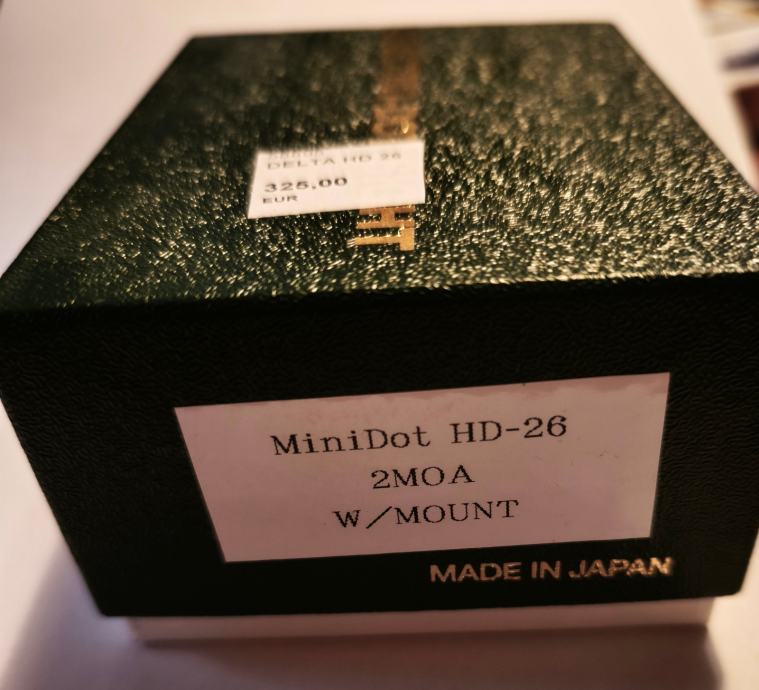 DELTA HD 26
325.00
EUR
MiniDot HD-26
2MOA
W/MOUNT
MADE IN JAPAN